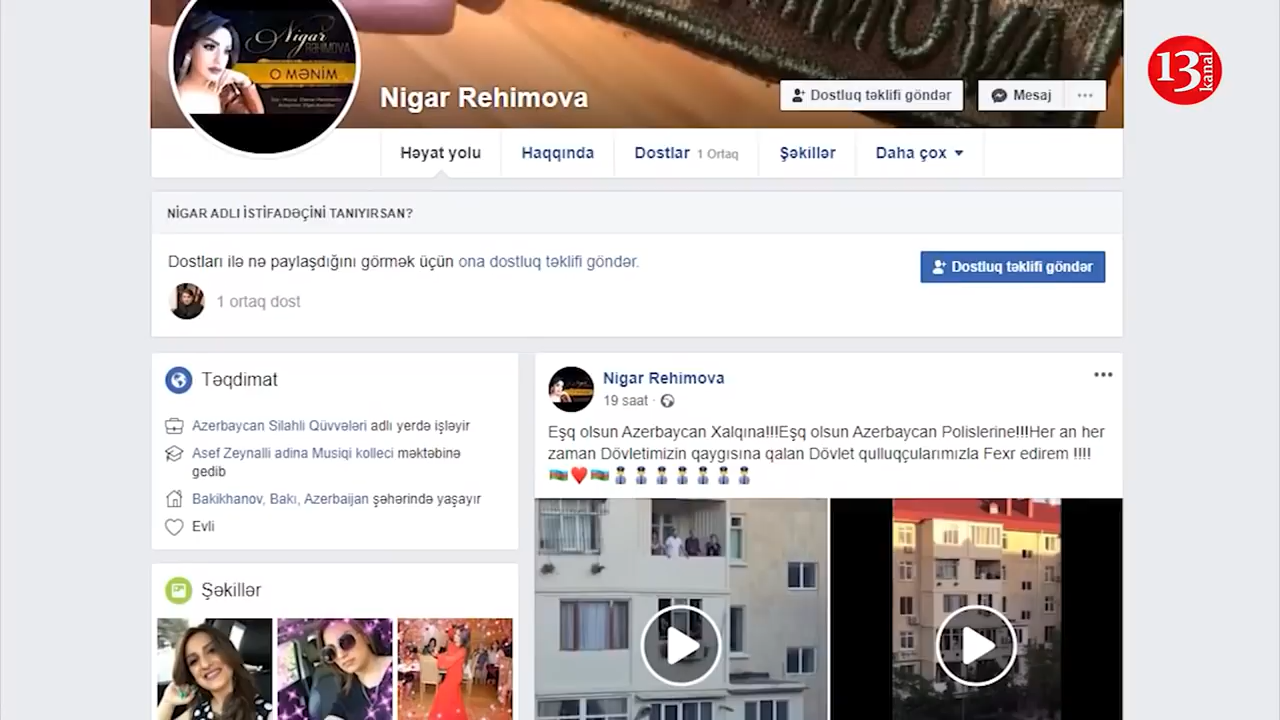 13
kanal
Nigar
RƏHIMOVA
O MƏNİM
Nigar Rehimova
Dostluq təklifi göndər
Mesaj
Həyat yolu
Haqqında
Dostlar 1 Ortaq
Şəkillər
Daha çox
NİGAR ADLI İSTİFADƏÇİNİ TANIYIRSAN?
Dostları ilə nə paylaşdığını görmək üçün ona dostluq təklifi göndər.
Dostluq təklifi göndər
1 ortaq dost
Təqdimat
Azerbaycan Silahli Qüvvələri adlı yerdə işləyir
Asef Zeynalli adina Musiqi kolleci məktəbinə
gedib
Bakikhanov, Bakı, Azerbaijan şəhərində yaşayır
Evli
Şəkillər
Nigar Rehimova
19 saat
Eşq olsun Azerbaycan Xalqına!!!Eşq olsun Azerbaycan Polislerine!!!Her an her
zaman Dövletimizin qaygısına qalan Dövlet qulluqçularımızla Fexr edirem !!!!